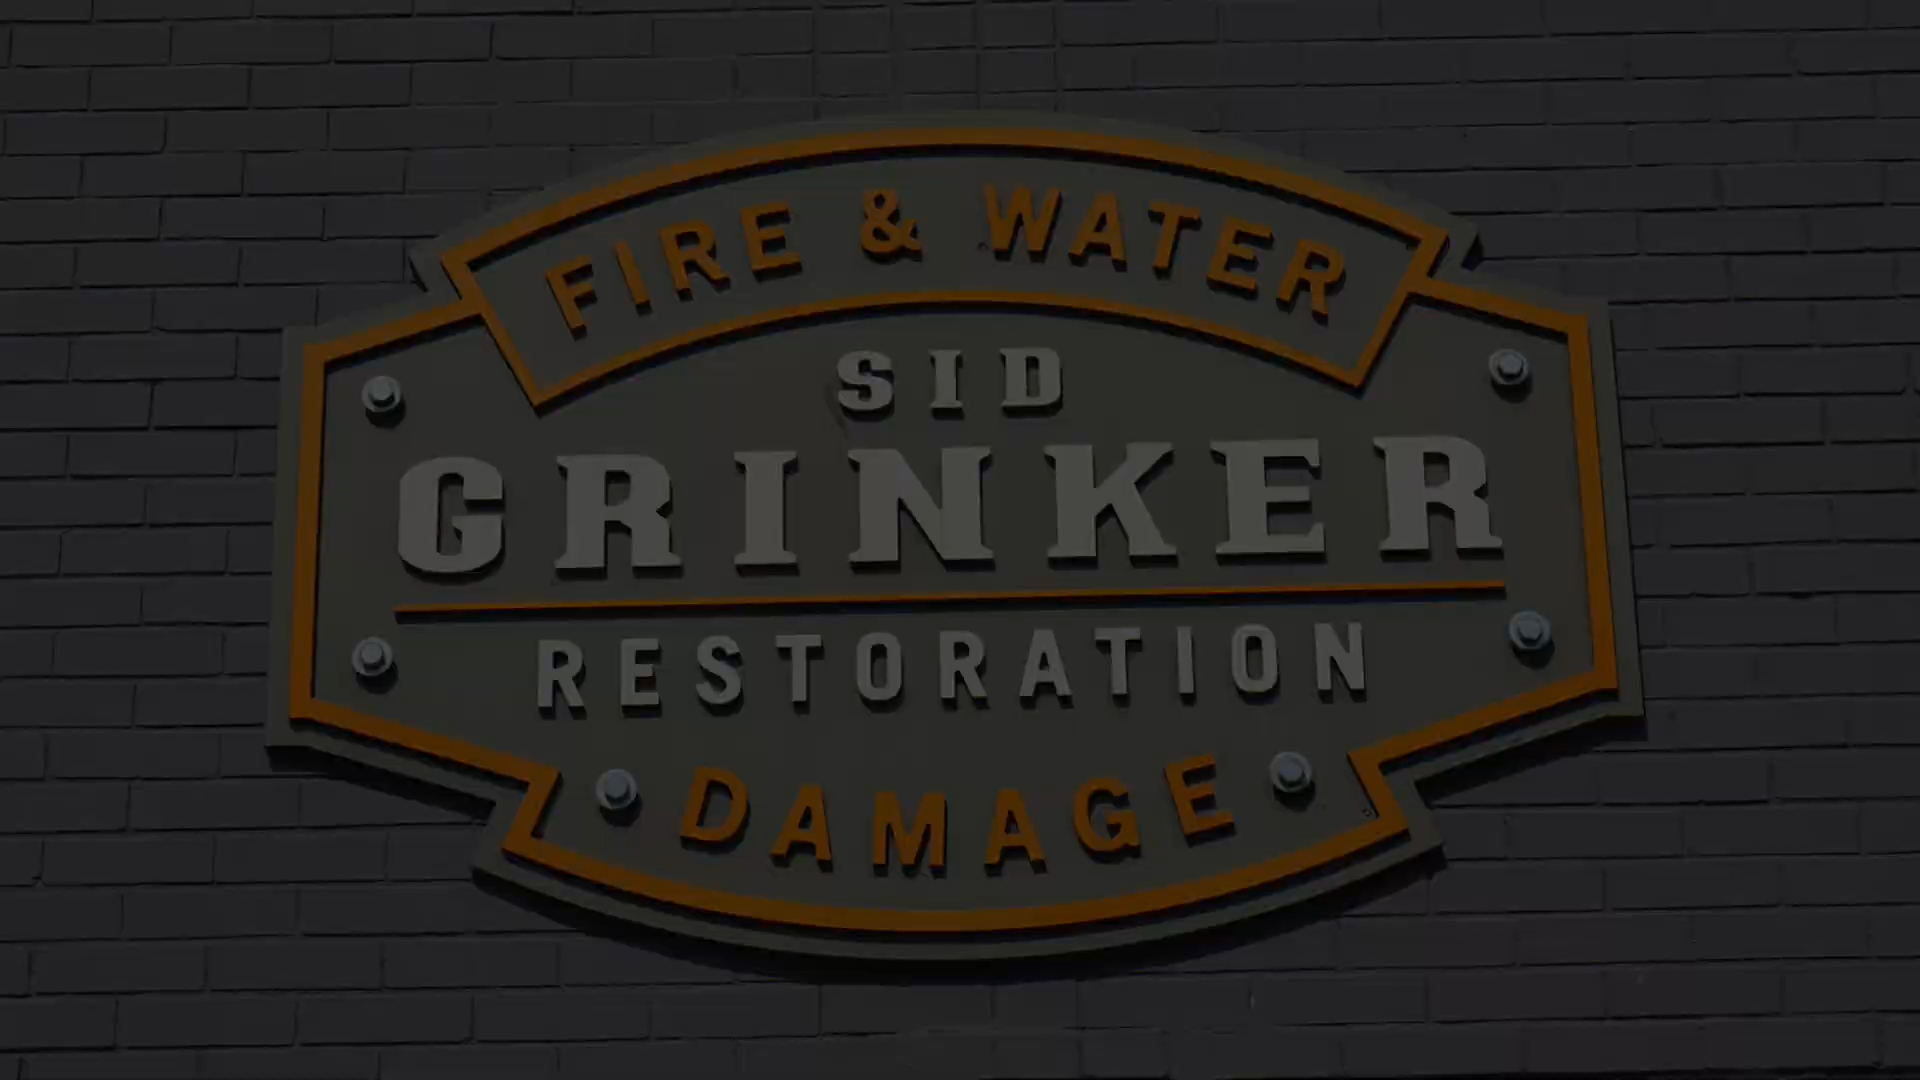 FIRE & WATER
SID
GRINKER
RESTORATION
DAMAGE